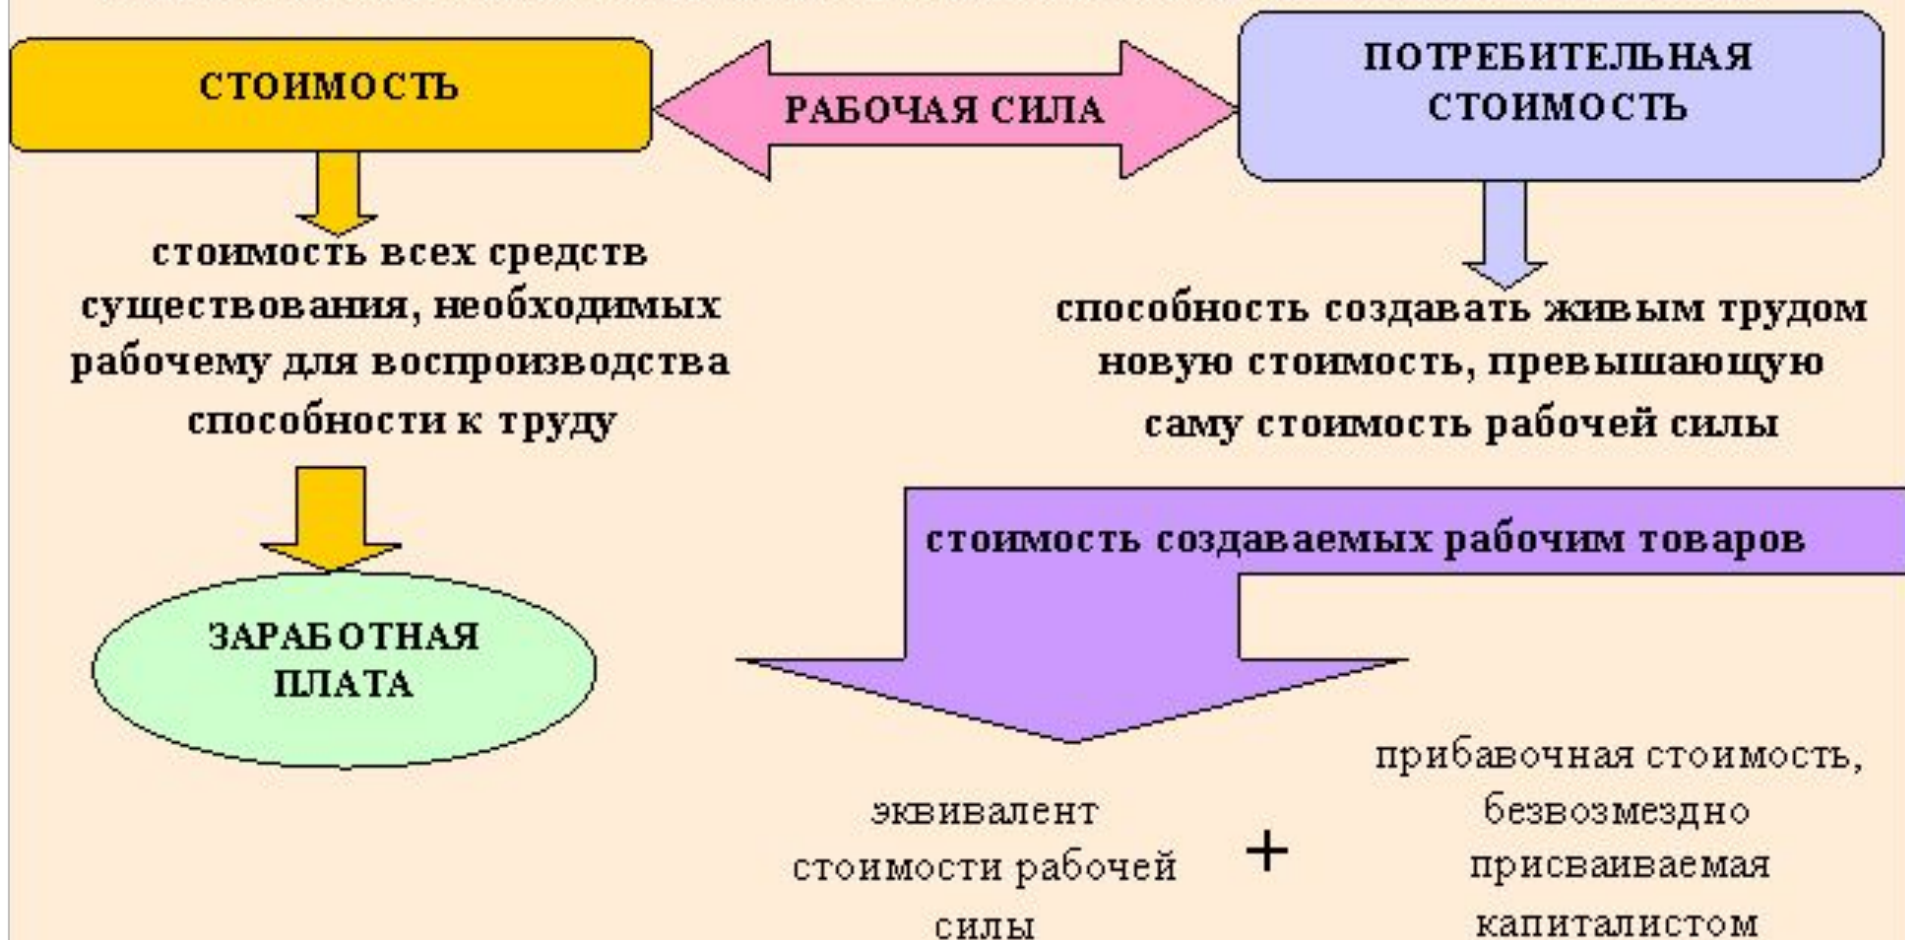 СТОИМОСТЬ
РАБОЧАЯ СИЛА
ПОТРЕБИТЕЛЬНАЯ
СТОИМОСТЬ
стоимость всех средств
существования, необходимых
рабочему для воспроизводства
способности к труду
способность создавать живым трудом
новую стоимость, превышающую
саму стоимость рабочей силы
стоимость создаваемых рабочим товаров
ЗАРАБОТНАЯ
ПЛАТА
эквивалент
стоимости рабочей
силы
+
прибавочная стоимость,
безвозмездно
присваиваемая
капиталистом